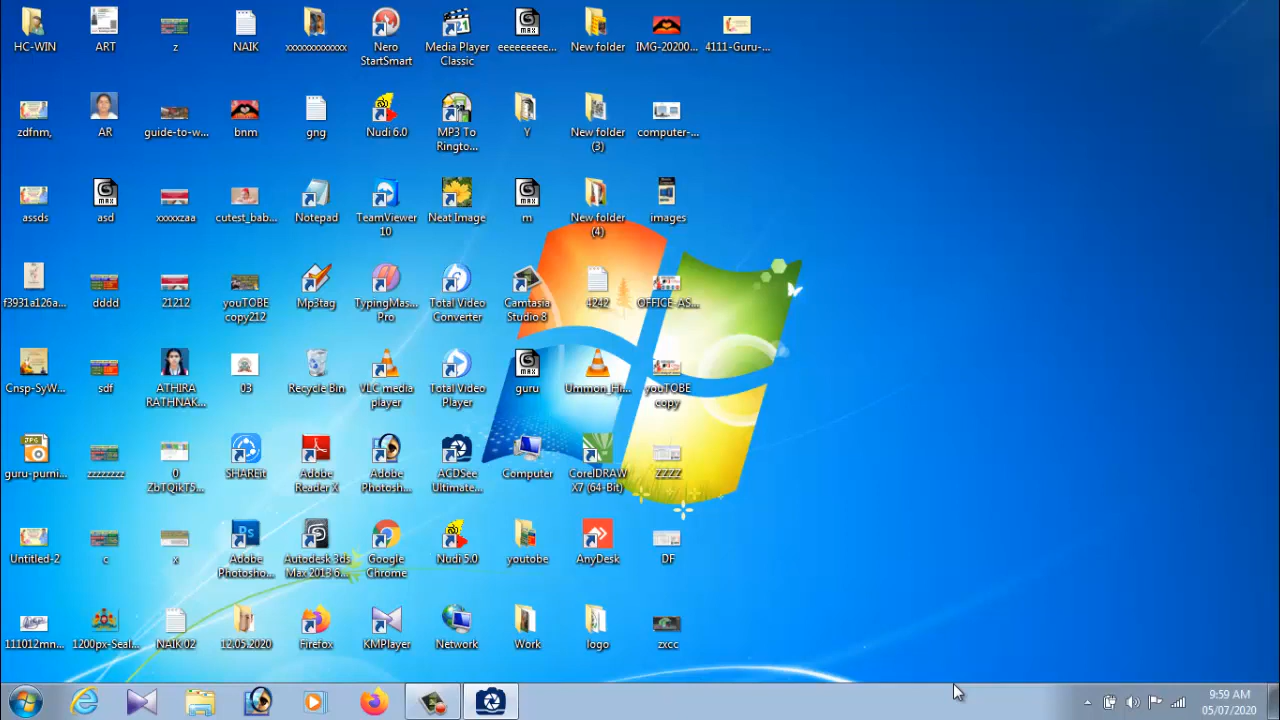 HC-WIN
ART
z
NAIK
xxxxxxxxxxxxx
Nero
StartSmart
Media Player
Classic
eeeeeeeee...
New folder
IMG-20200...
4111-Guru-...
zdfnm,
AR
guide-to-w...
bnm
gng
Nudi 6.0
MP3 To
Ringto...
Y
New folder
(3)
computer-...
assds
asd
xxxxxzaa
cutest_bab...
Notepad
TeamViewer
10
Neat Image
m
New folder
(4)
images
f3931a126a...
dddd
21212
youTOBE
copy212
Mp3tag
TypingMas...
Pro
Total Video
Converter
Camtasia
Studio 8
4242
OFFICE-AS...
Cnsp-SyW...
sdf
ATHIRA
RATHNAK...
03
Recycle Bin
VLC media
player
Total Video
Player
guru
Ummon_Hi...
youTOBE
copy
guru-purni...
zzzzzzzz
0
ZbTQIKTS...
SHAREit
Adobe
Reader X
Adobe
Photosh...
ACDSee
Ultimate...
Computer
CorelDRAW
X7 (64-Bit)
ZZZZ
Untitled-2
c
x
Adobe
Photosho...
Autodesk 3ds
Max 2013 6...
Google
Chrome
Nudi 5.0
youtobe
AnyDesk
DF
111012mn...
1200px-Seal...
NAIK 02
12.05.2020
Firefox
KMPlayer
Network
Work
logo
zxcc
9:59 AM
05/07/2020